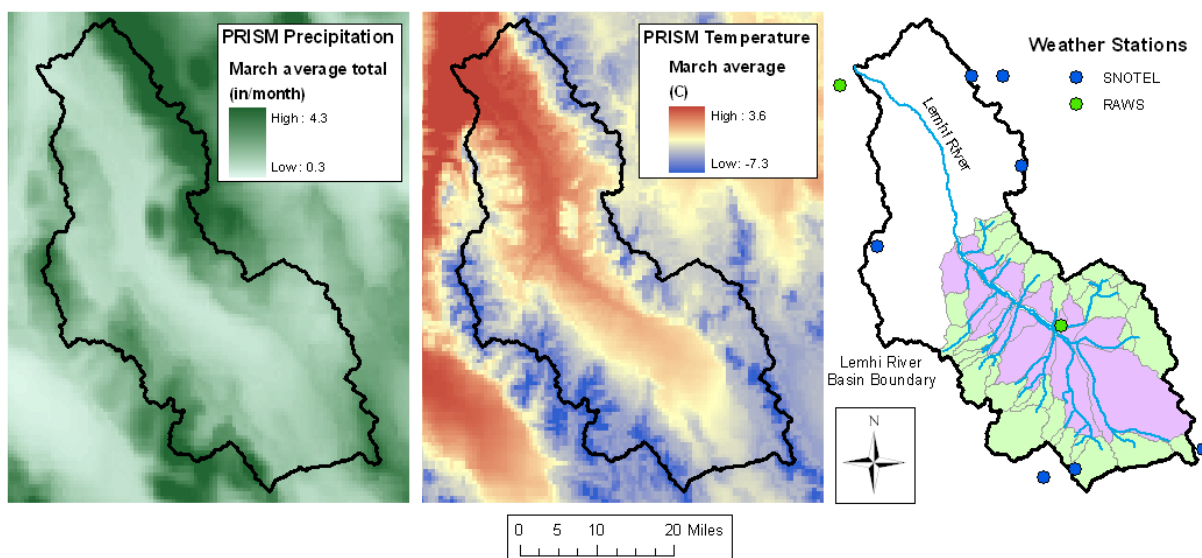 PRISM Precipitation
March average total
(in/month)
High : 4.3
Low : 0.3
PRISM Temperature
March average
(C)
High : 3.6
Low: -7.3
Weather Stations
SNOTEL
RAWS
Lemhi River
Lemhi River
Basin Boundary
N
0 5 10 20 Miles